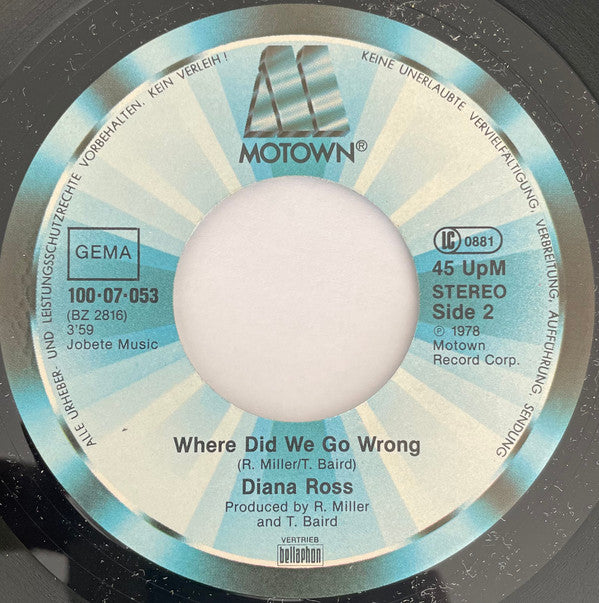 ALLE URHEBER- UND LEISTUNGSSCHUTZRECHTE VORBEHALTEN. KEIN VERLEIH! KEINE UNERLAUBTE VERVIELFÄLTIGUNG, VERBREITUNG, AUFFÜHRUNG, SENDUNG
MOTOWN®
GEMA
100·07·053
(BZ 2816)
3'59
Jobete Music
LC 0881
45 UpM
STEREO
Side 2
℗ 1978
Motown
Record Corp.
Where Did We Go Wrong
(R. Miller/T. Baird)
Diana Ross
Produced by R. Miller
and T. Baird
VERTRIEB
bellaphon